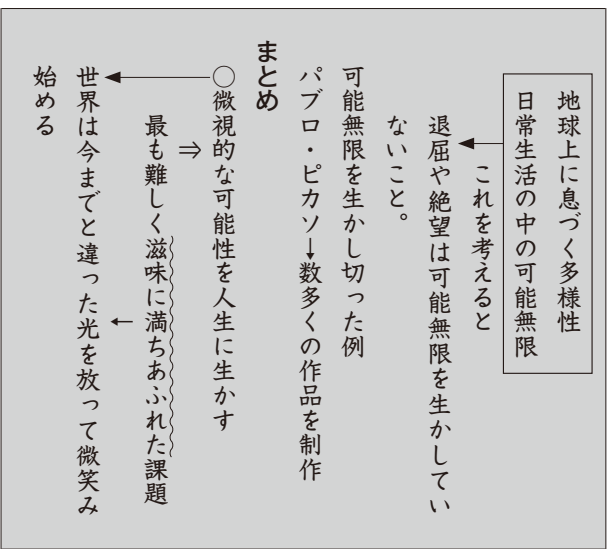 地球上に息づく多様性
日常生活の中の可能無限
これを考えると
退屈や絶望は可能無限を生かしてい
ないこと。
可能無限を生かし切った例
パブロ・ピカソ→数多くの作品を制作
まとめ
○微視的な可能性を人生に生かす
⇒
最も難しく滋味に満ちあふれた課題
←
世界は今までと違った光を放って微笑み
始める